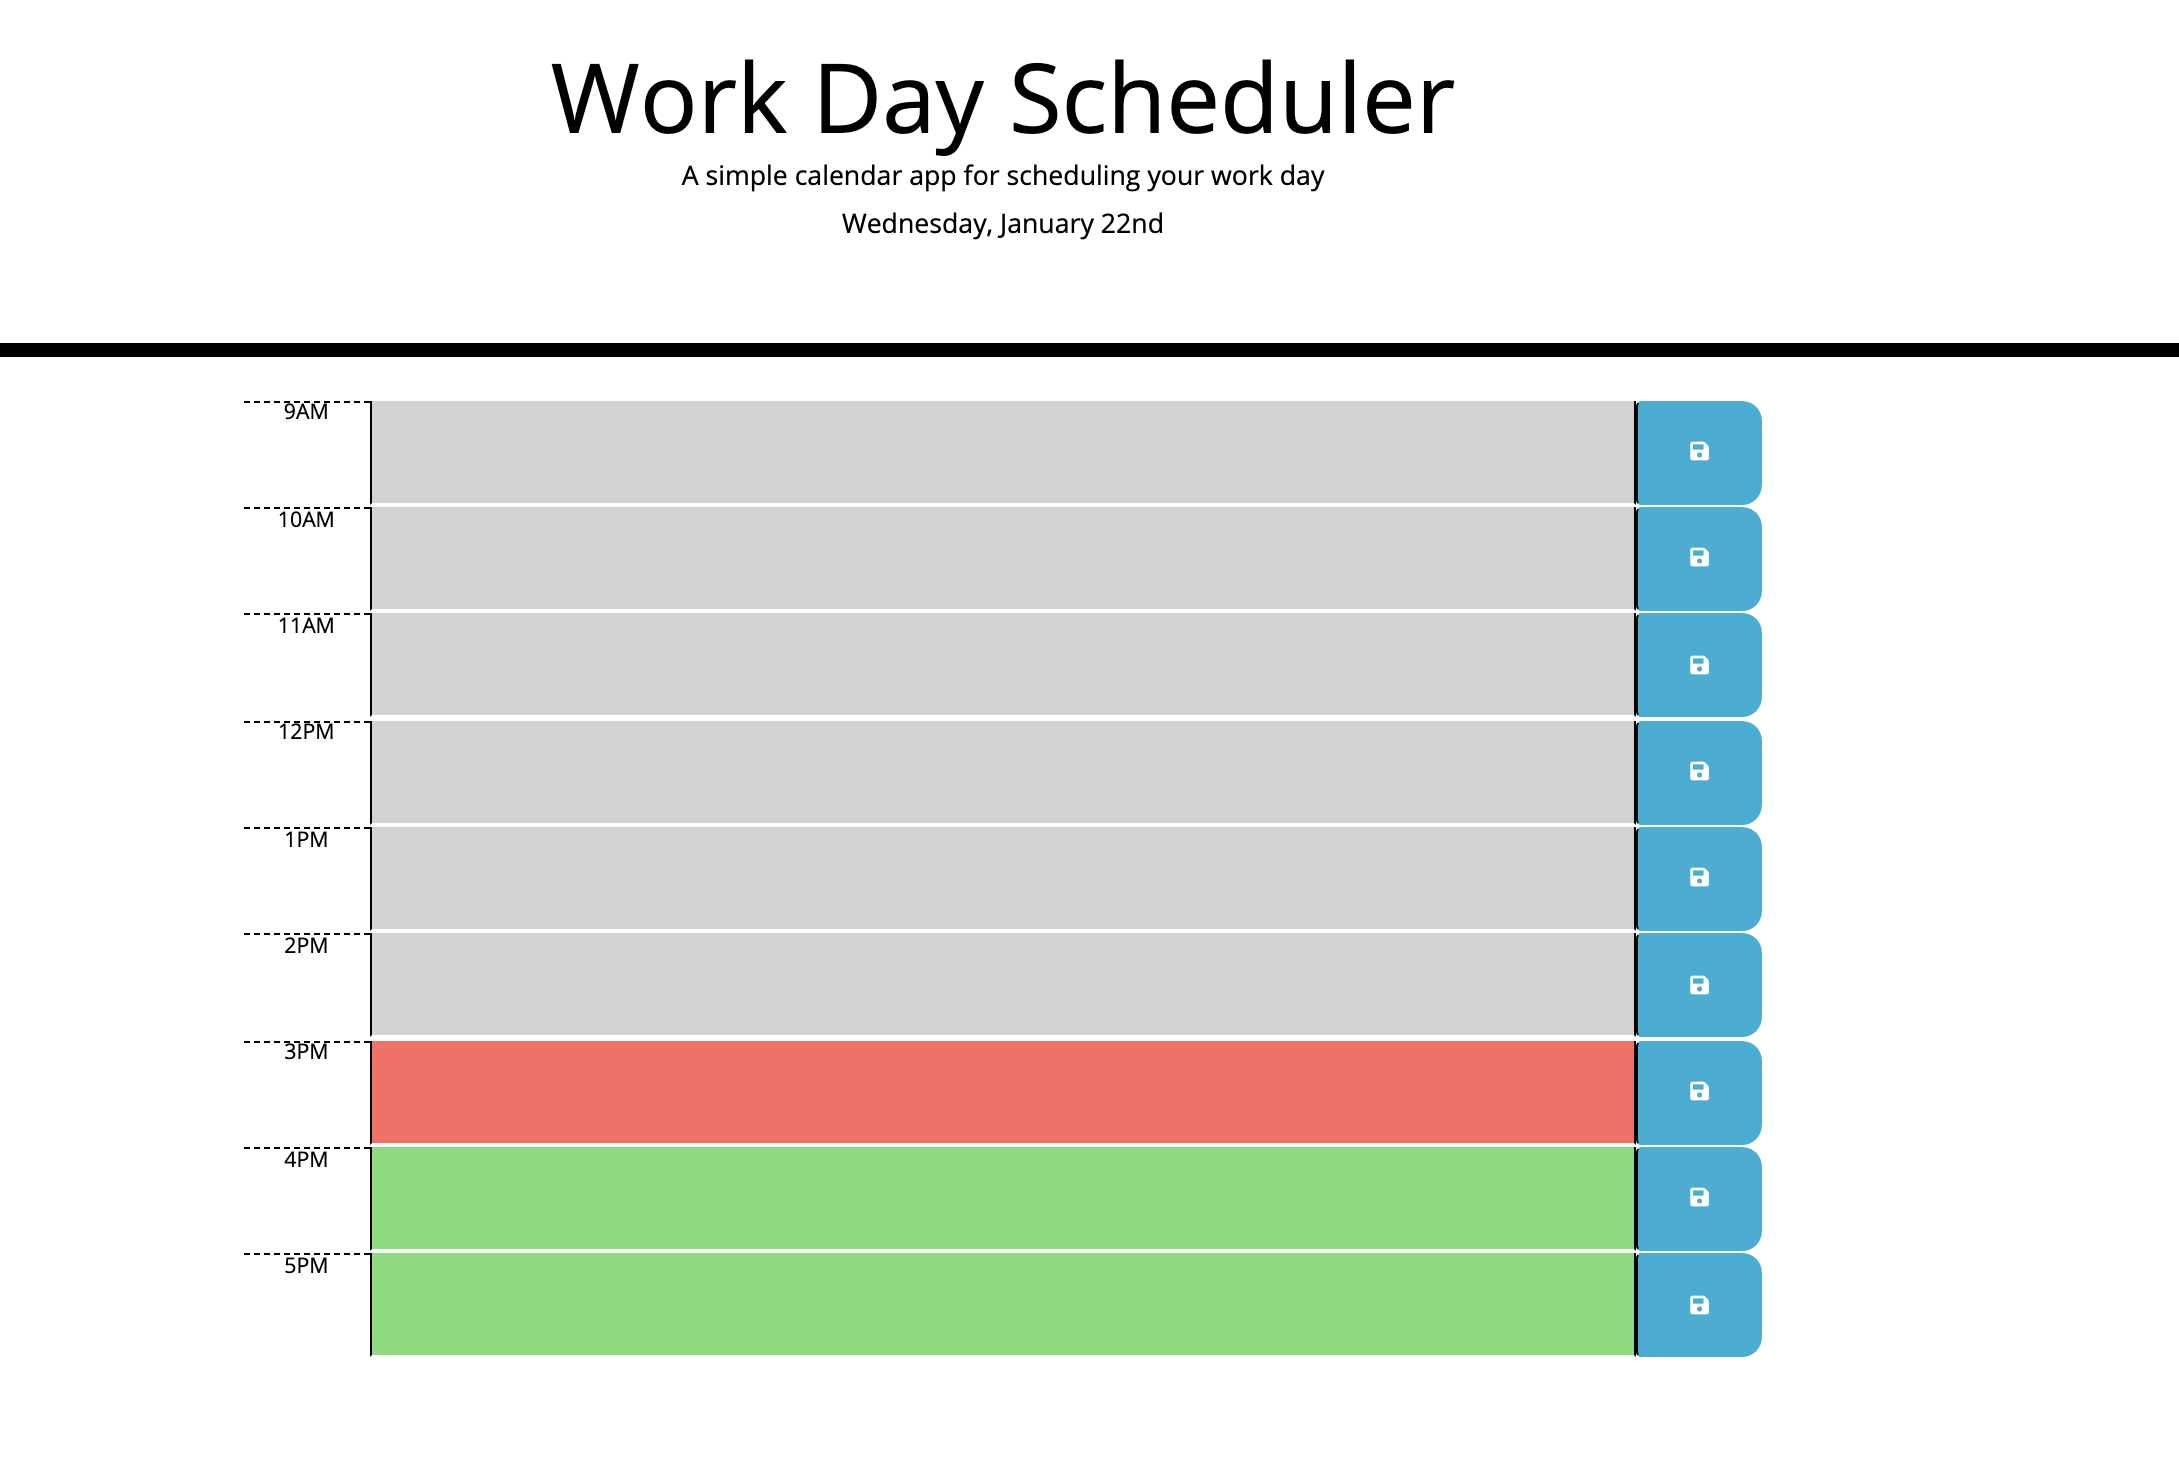 Work Day Scheduler
A simple calendar app for scheduling your work day
Wednesday, January 22nd
9AM
10AM
11AM
12PM
1PM
2PM
3PM
4PM
5PM